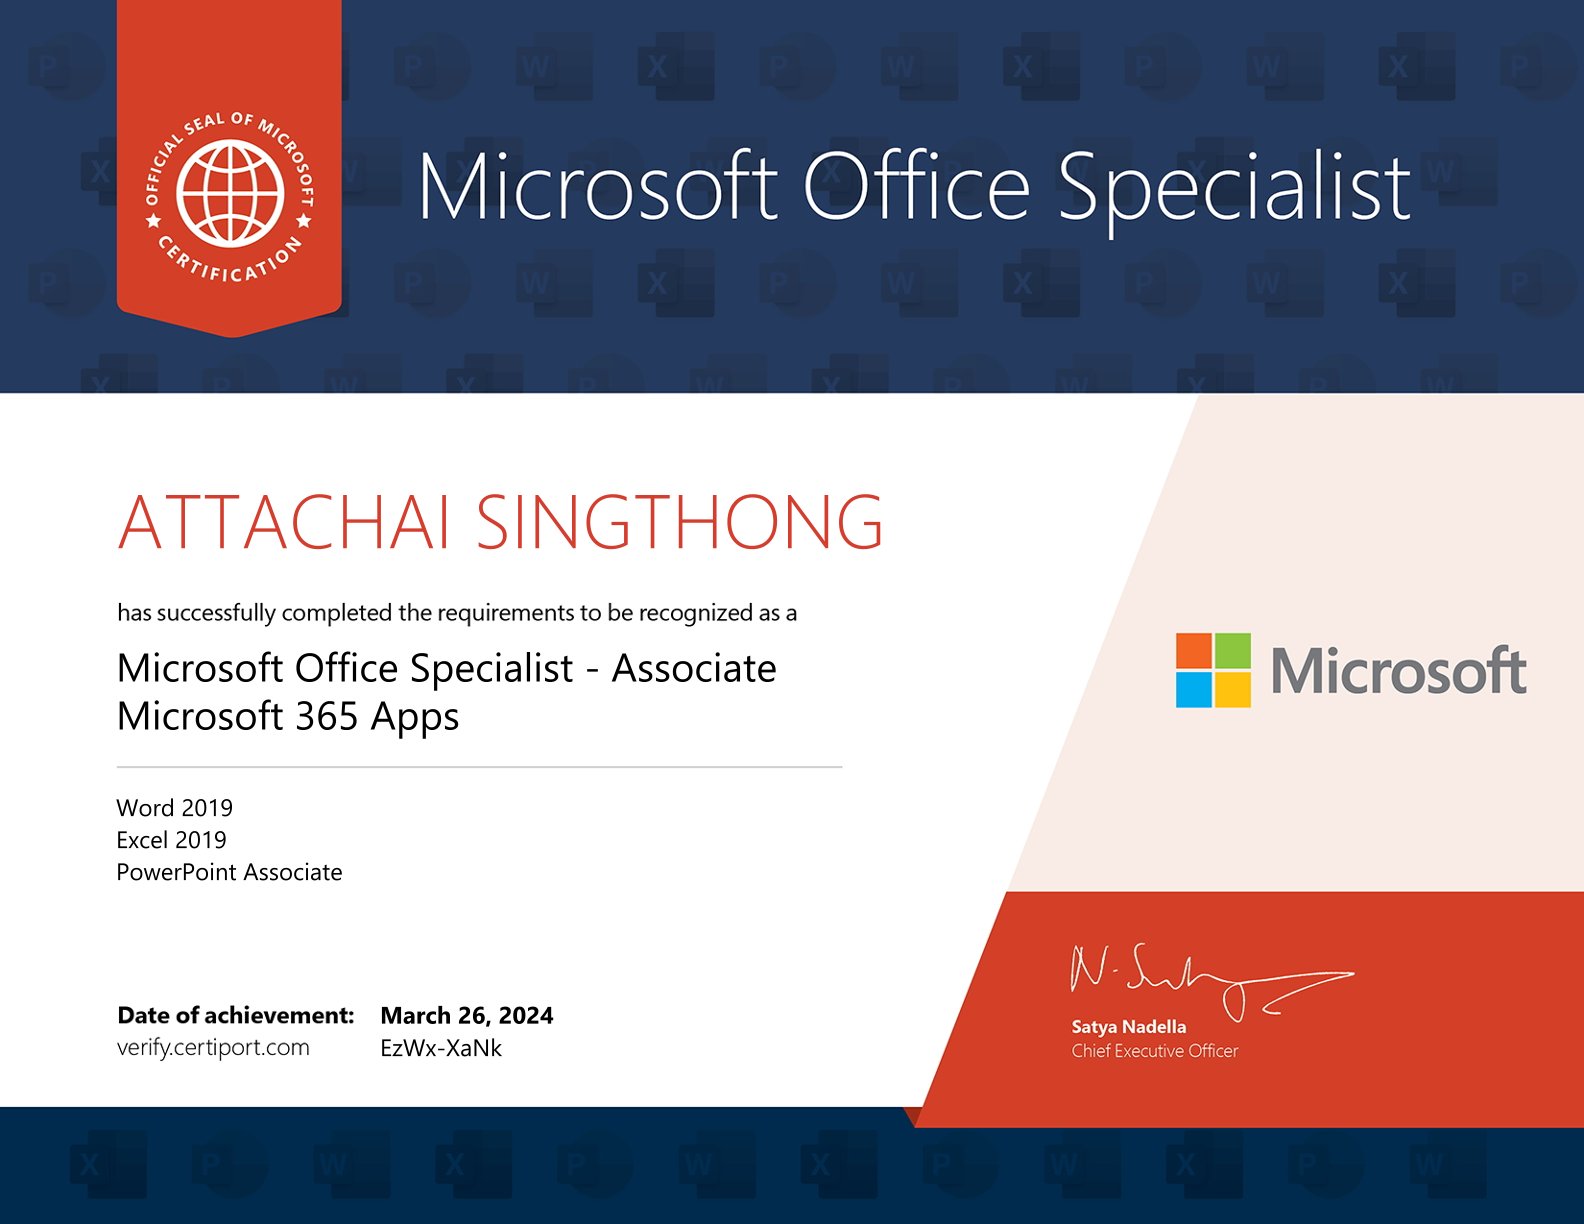 OFFICIAL SEAL OF MICROSOFT
CERTIFICATION
Microsoft Office Specialist
ATTACHAI SINGTHONG
has successfully completed the requirements to be recognized as a
Microsoft Office Specialist - Associate
Microsoft 365 Apps
Microsoft
Word 2019
Excel 2019
PowerPoint Associate
Date of achievement: March 26, 2024
verify.certiport.com EzWx-XaNk
N. Satya
Satya Nadella
Chief Executive Officer